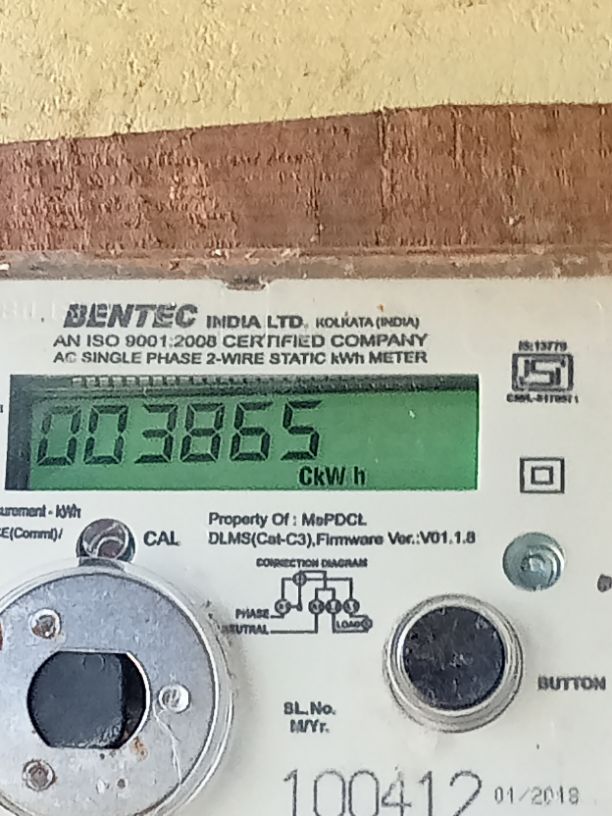 BENTEC INDIA LTD. KOLKATA (INDIA)
AN ISO 9001:2008 CERTIFIED COMPANY
AC SINGLE PHASE 2-WIRE STATIC kWh METER
IS:13779
003865
CkWh
urement - kWh
CE(Comml)/
CAL
Property Of : MePDCL
DLMS(Cat-C3),Firmware Ver.:V01.1.8
CONNECTION DIAGRAM
PHASE
NEUTRAL
LOAD
BUTTON
SL.No.
M/Yr.
100412 01/2018